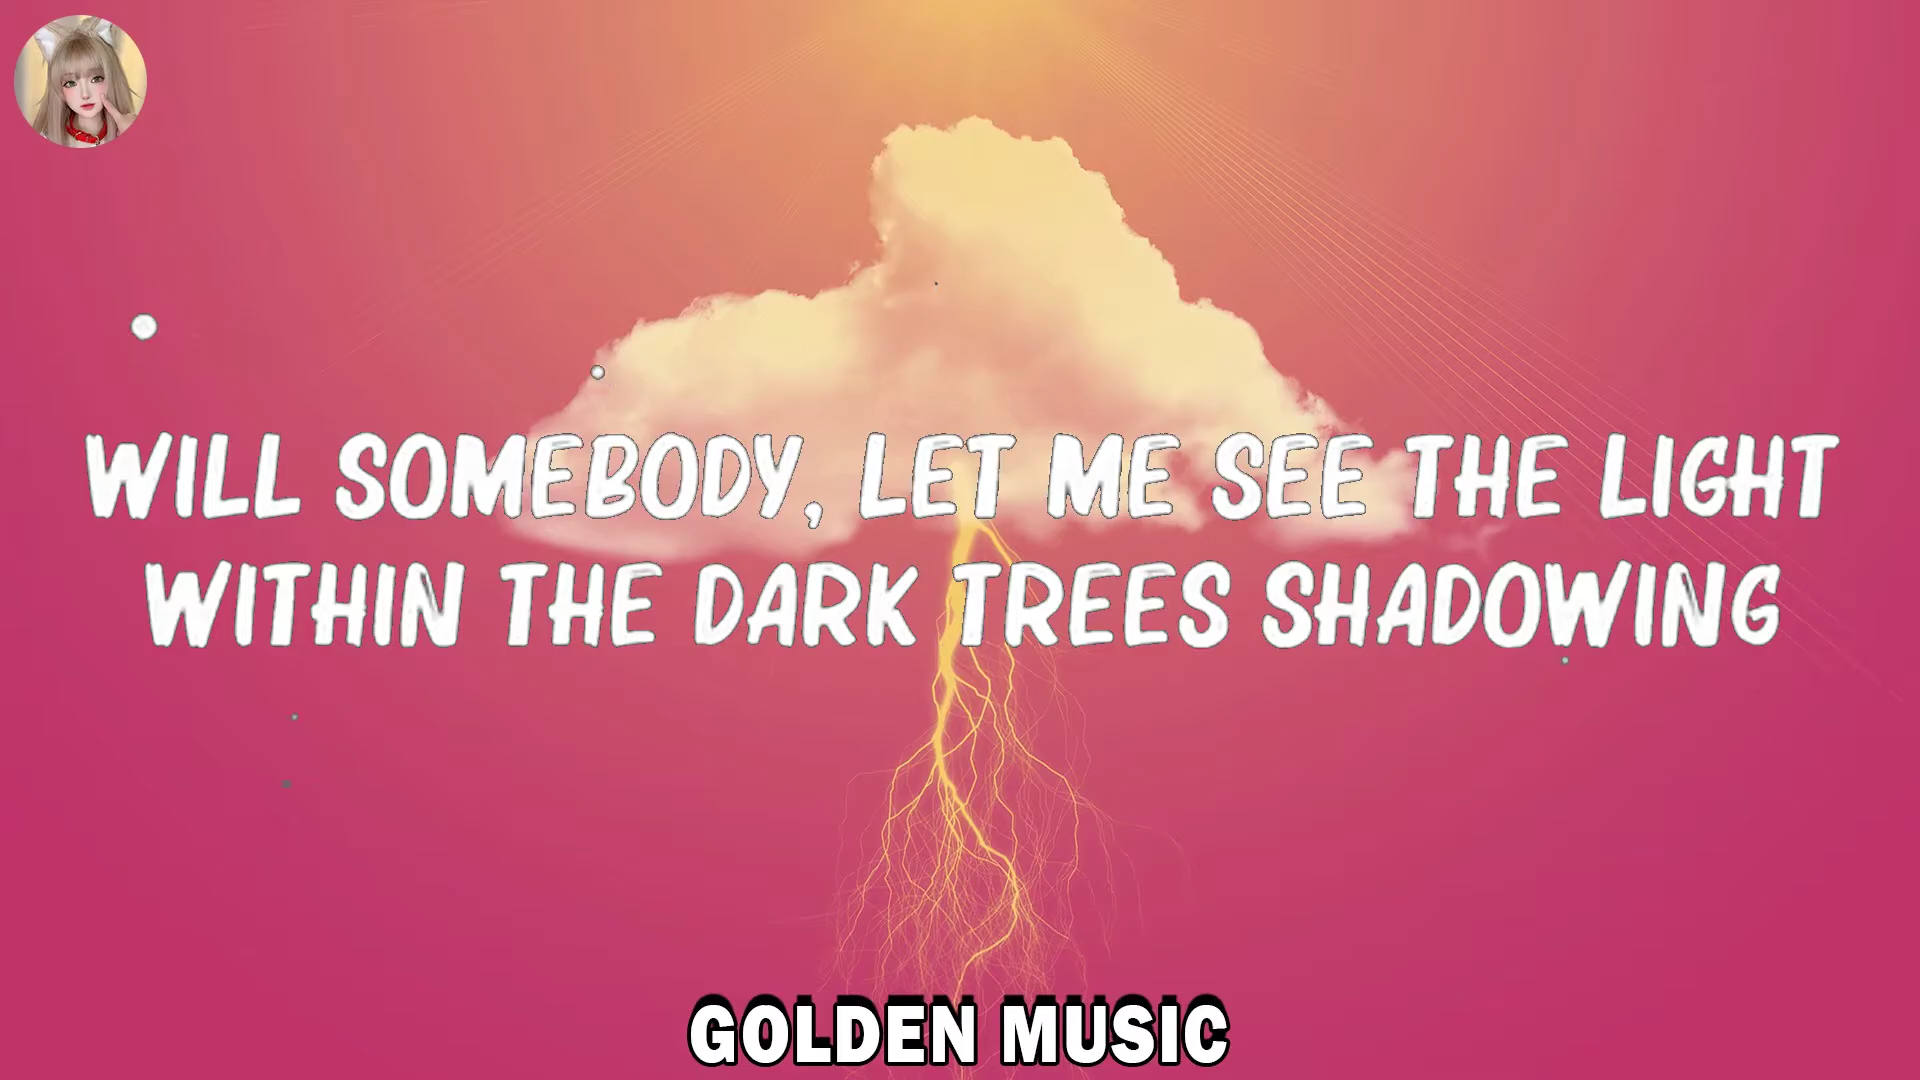 WILL SOMEBODY, LET ME SEE THE LIGHT
WITHIN THE DARK TREES SHADOWING
GOLDEN MUSIC